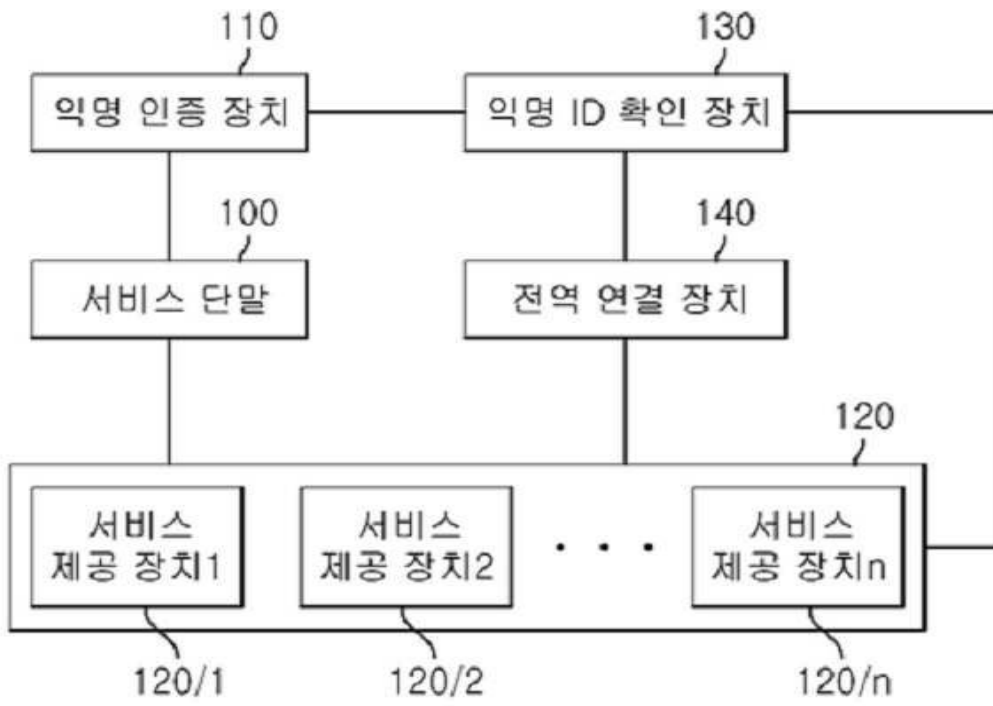 110
130
익명 인증 장치
익명 ID 확인 장치
100
140
서비스 단말
전역 연결 장치
120
서비스
제공 장치1
서비스
제공 장치2
· · ·
서비스
제공 장치n
120/1
120/2
120/n